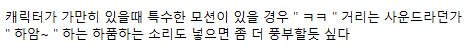 캐릭터가 가만히 있을때 특수한 모션이 있을 경우 " ㅋㅋ " 거리는 사운드라던가
" 하암~ " 하는 하품하는 소리도 넣으면 좀 더 풍부할듯 싶다